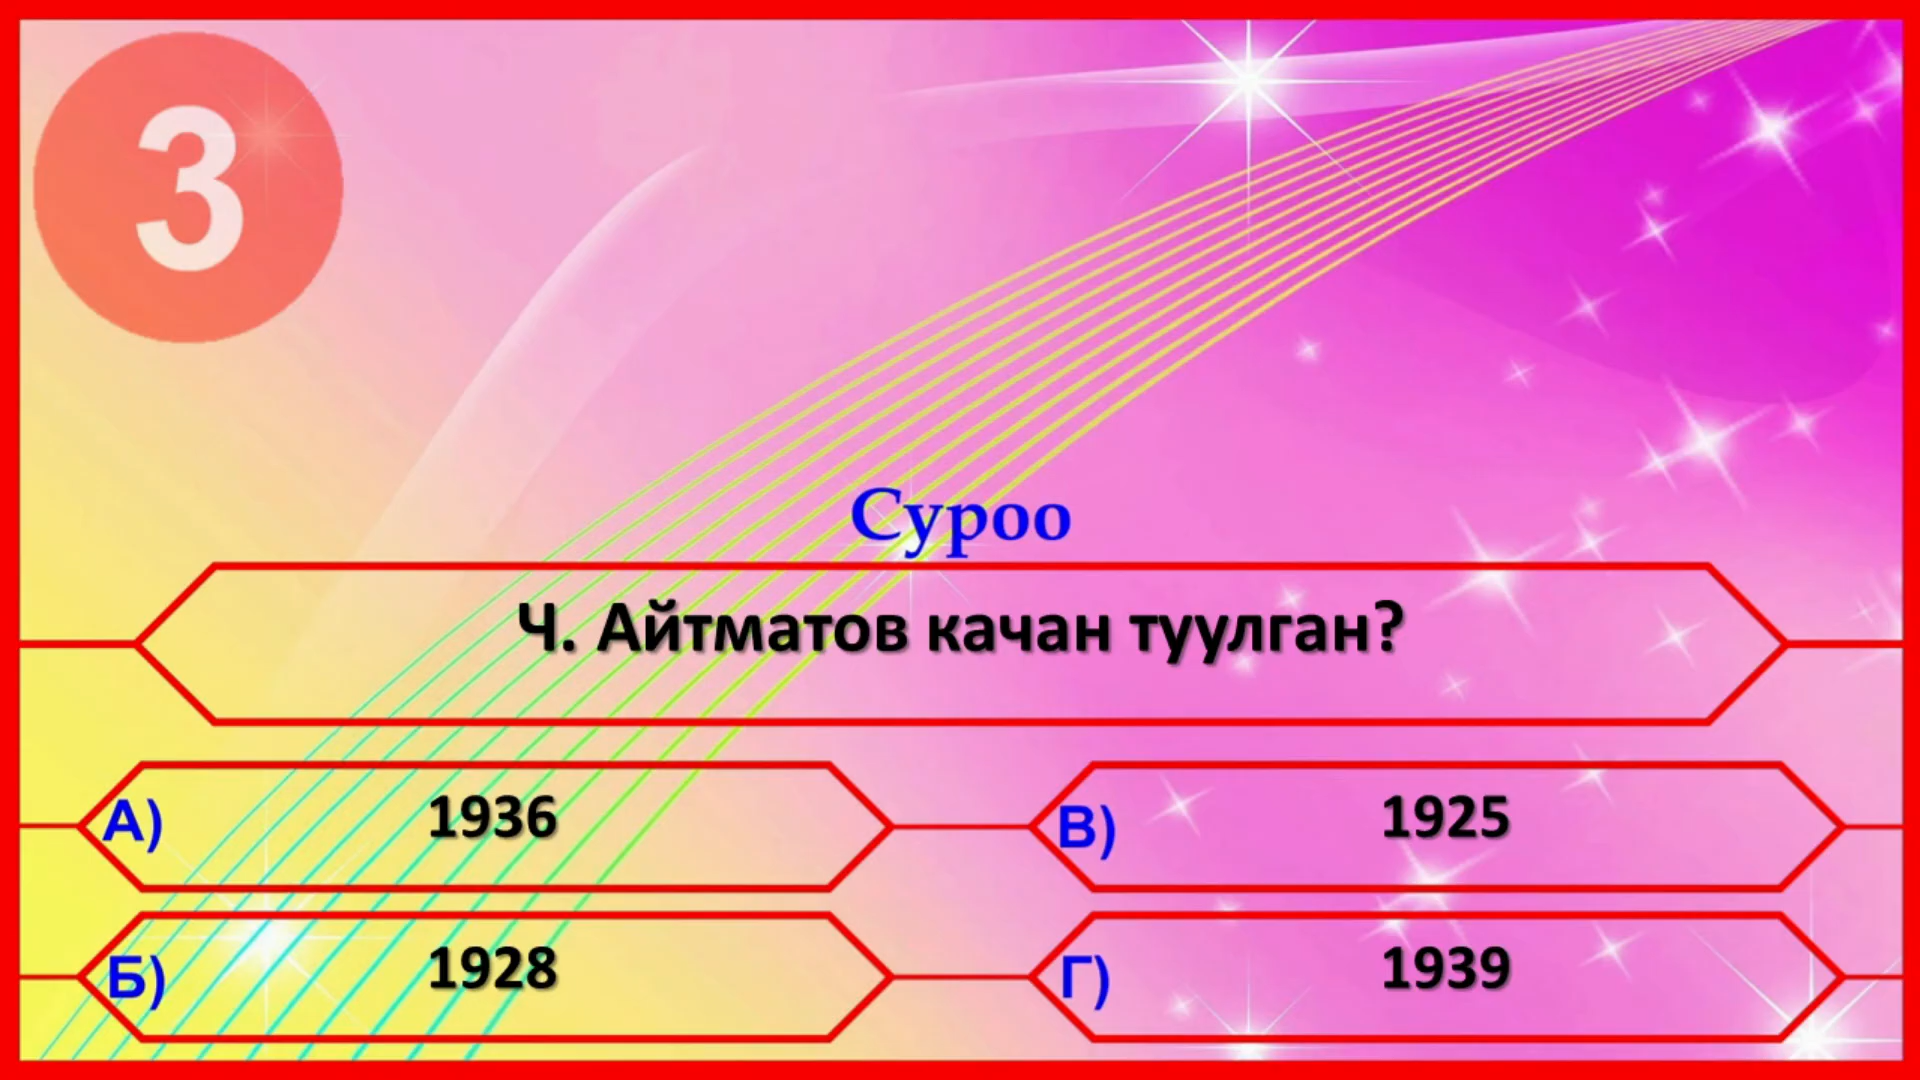 3
Суроо
Ч. Айтматов качан туулган?
А) 1936
В) 1925
Б) 1928
Г) 1939